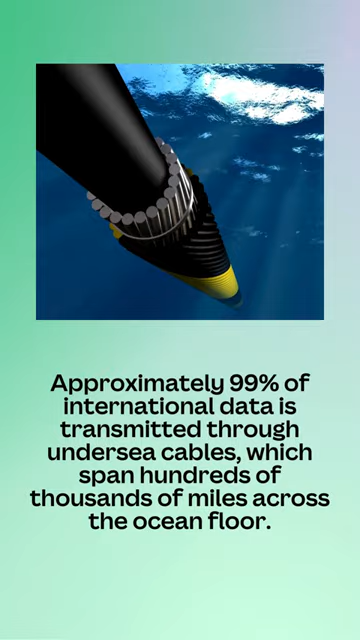 Approximately 99% of
international data is
transmitted through
undersea cables, which
span hundreds of
thousands of miles across
the ocean floor.